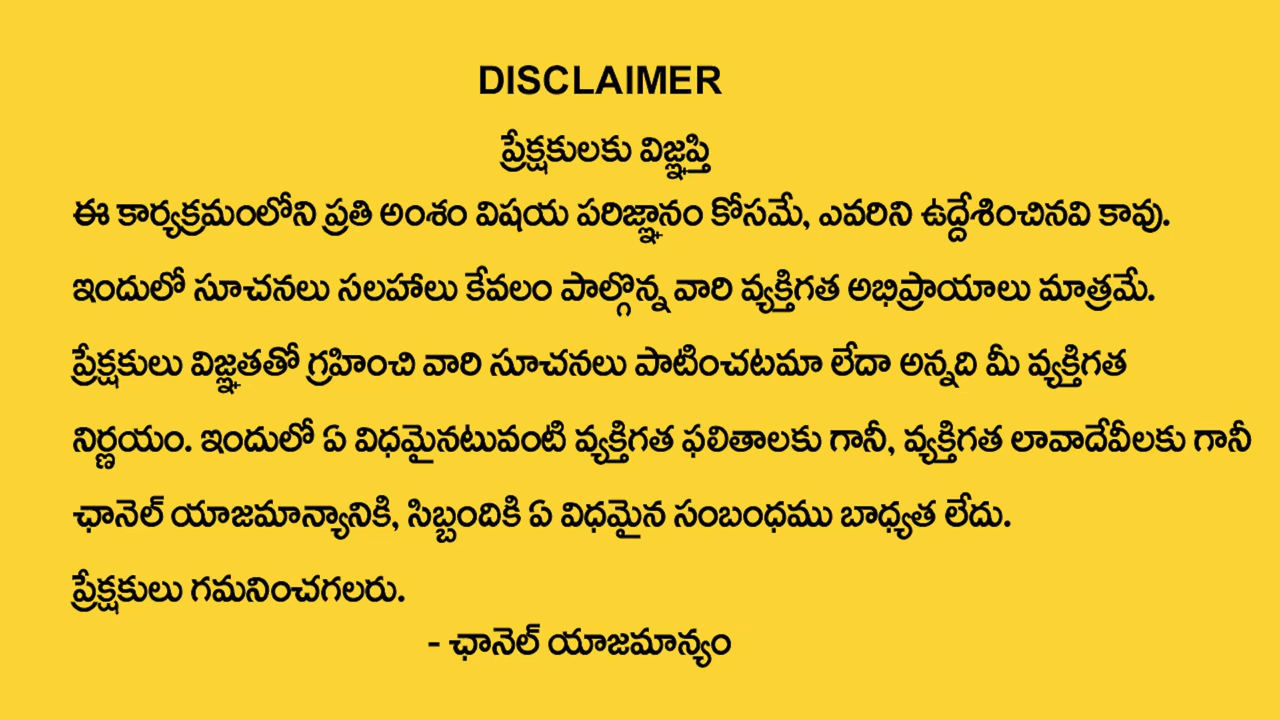 DISCLAIMER
ప్రేక్షకులకు విజ్ఞప్తి
ఈ కార్యక్రమంలోని ప్రతి అంశం విషయ పరిజ్ఞానం కోసమే, ఎవరిని ఉద్దేశించినవి కావు.
ఇందులో సూచనలు సలహాలు కేవలం పాల్గొన్న వారి వ్యక్తిగత అభిప్రాయాలు మాత్రమే.
ప్రేక్షకులు విజ్ఞతతో గ్రహించి వారి సూచనలు పాటించటమా లేదా అన్నది మీ వ్యక్తిగత
నిర్ణయం. ఇందులో ఏ విధమైనటువంటి వ్యక్తిగత ఫలితాలకు గానీ, వ్యక్తిగత లావాదేవీలకు గానీ
ఛానెల్ యాజమాన్యానికి, సిబ్బందికి ఏ విధమైన సంబంధము బాధ్యత లేదు.
ప్రేక్షకులు గమనించగలరు.
- ఛానెల్ యాజమాన్యం